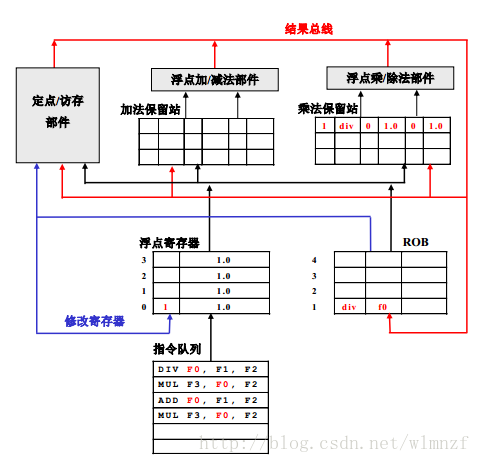 结果总线
定点/访存
部件
浮点加/减法部件
浮点乘/除法部件
加法保留站
乘法保留站
1 div 0 1.0 0 1.0
浮点寄存器
ROB
3 1.0
2 1.0
1 1.0
0 1 1.0
4
3
2
1 div f0
修改寄存器
指令队列
DIV F0, F1, F2
MUL F3, F0, F2
ADD F0, F1, F2
MUL F3, F0, F2
http://blog.csdn.net/wlmnzf